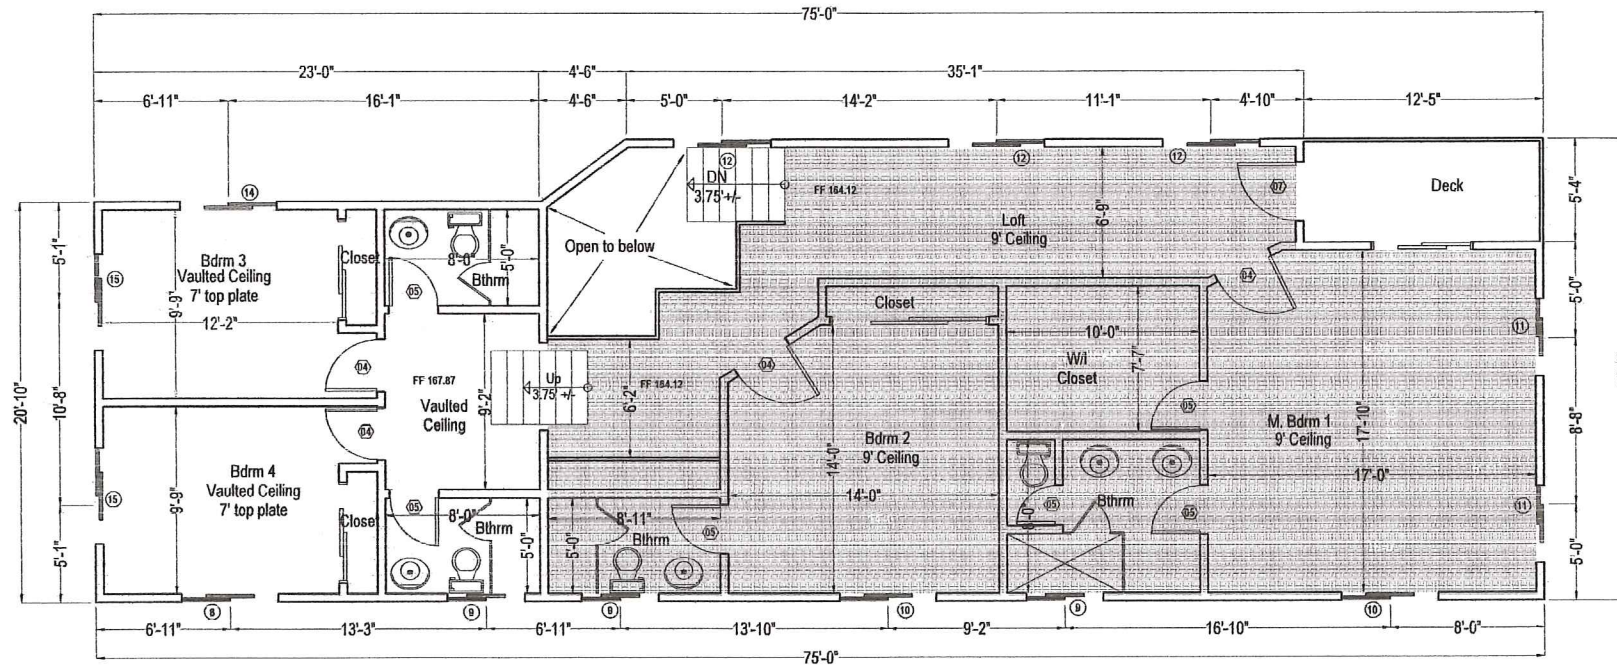 75'-0"
23'-0"
4'-6"
35'-1"
6'-11"
16'-1"
4'-6"
5'-0"
14'-2"
11'-1"
4'-10"
12'-5"
14
12
12
12
DN
3.75' +/-
FF 164.12
07
Deck
5'-4"
Loft
9' Ceiling
6'-9"
Open to below
Bdrm 3
Vaulted Ceiling
7' top plate
9'-9"
12'-2"
Closet
8'-0"
5'-0"
Bthrm
05
15
5'-1"
20'-10"
10'-8"
5'-1"
04
04
FF 167.87
Vaulted
Ceiling
9'-2"
Up
3.75' +/-
6'-2"
04
Closet
10'-0"
W/I
Closet
7'-7"
05
04
M. Bdrm 1
9' Ceiling
17'-10"
17'-0"
11
11
5'-0"
8'-8"
5'-0"
Bdrm 2
9' Ceiling
14'-0"
14'-0"
Bdrm 4
Vaulted Ceiling
7' top plate
9'-9"
15
Closet
05
8'-0"
Bthrm
5'-0"
5'-0"
8'-11"
Bthrm
05
05
Bthrm
05
8
9
9
10
9
10
6'-11"
13'-3"
6'-11"
13'-10"
9'-2"
16'-10"
8'-0"
75'-0"